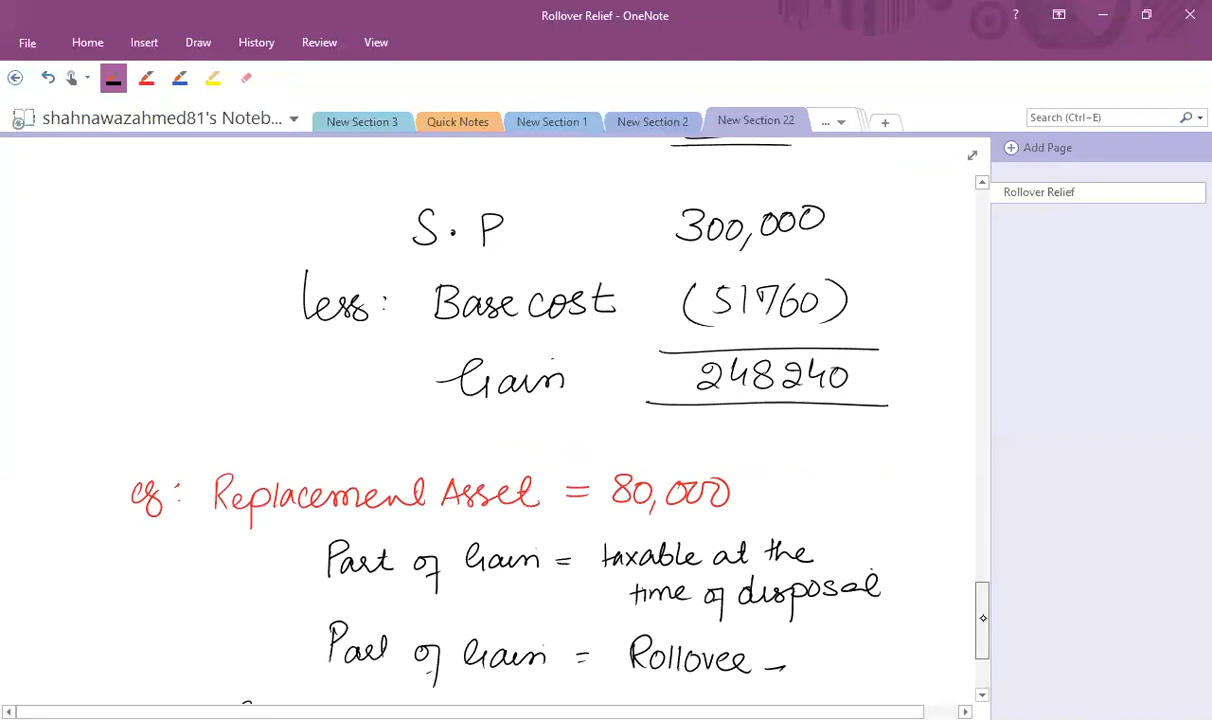 Rollover Relief - OneNote
?
File Home Insert Draw History Review View
shahnawazahmed81's Noteb... New Section 3 Quick Notes New Section 1 New Section 2 New Section 22 ... + Search (Ctrl+E)
Add Page
Rollover Relief
S.P 300,000
less: Base cost (51760)
Gain 248240
eg: Replacement Asset = 80,000
Part of Gain = taxable at the
time of disposal
Part of Gain = Rollover -